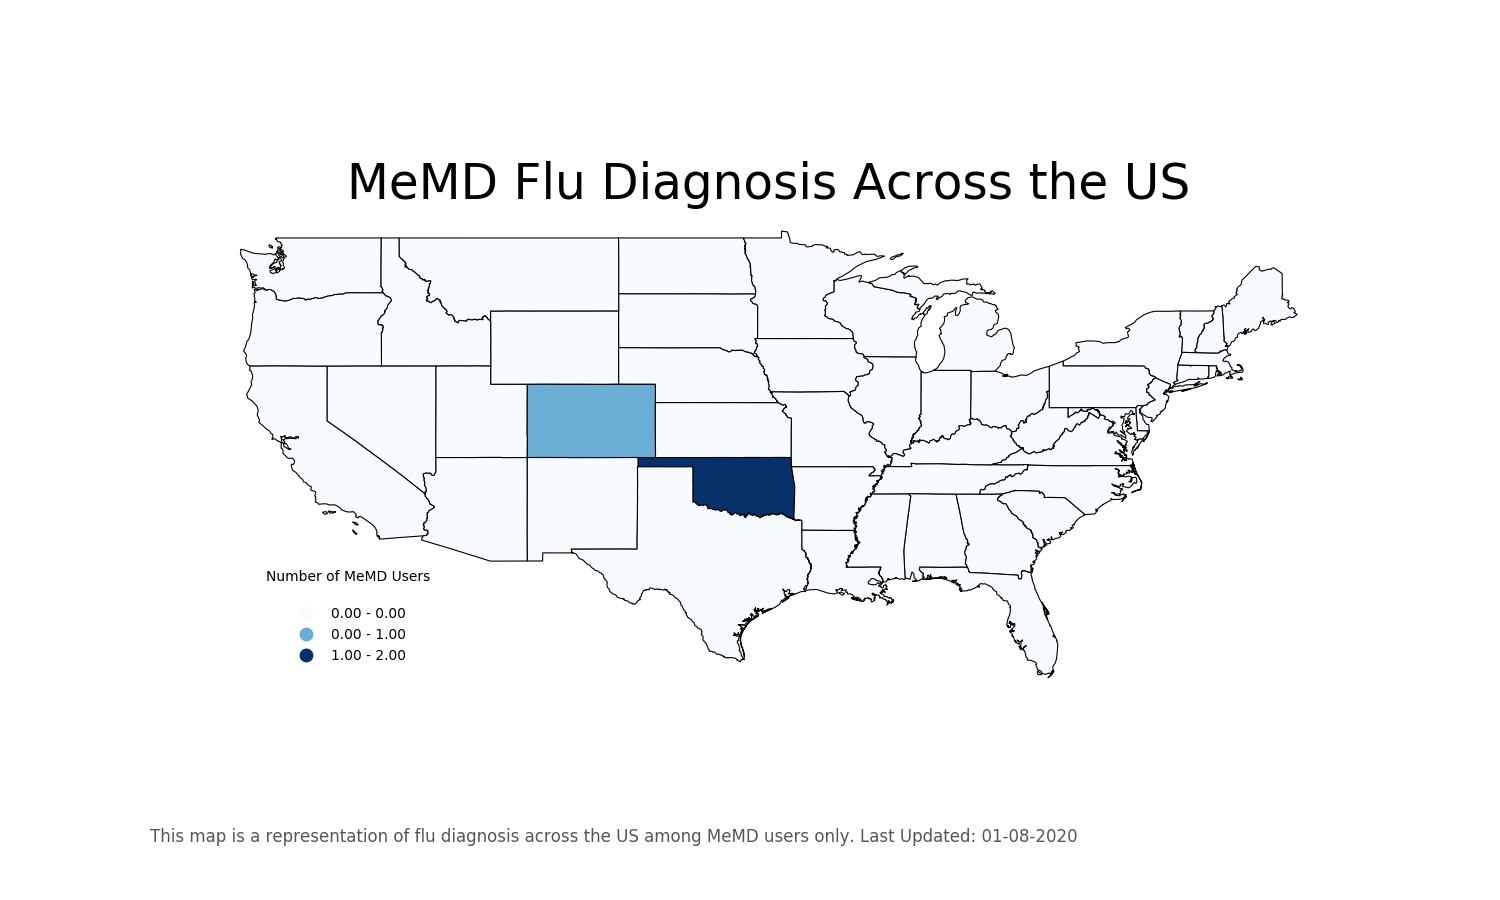 MeMD Flu Diagnosis Across the US
Number of MeMD Users
0.00 - 0.00
0.00 - 1.00
1.00 - 2.00
This map is a representation of flu diagnosis across the US among MeMD users only. Last Updated: 01-08-2020